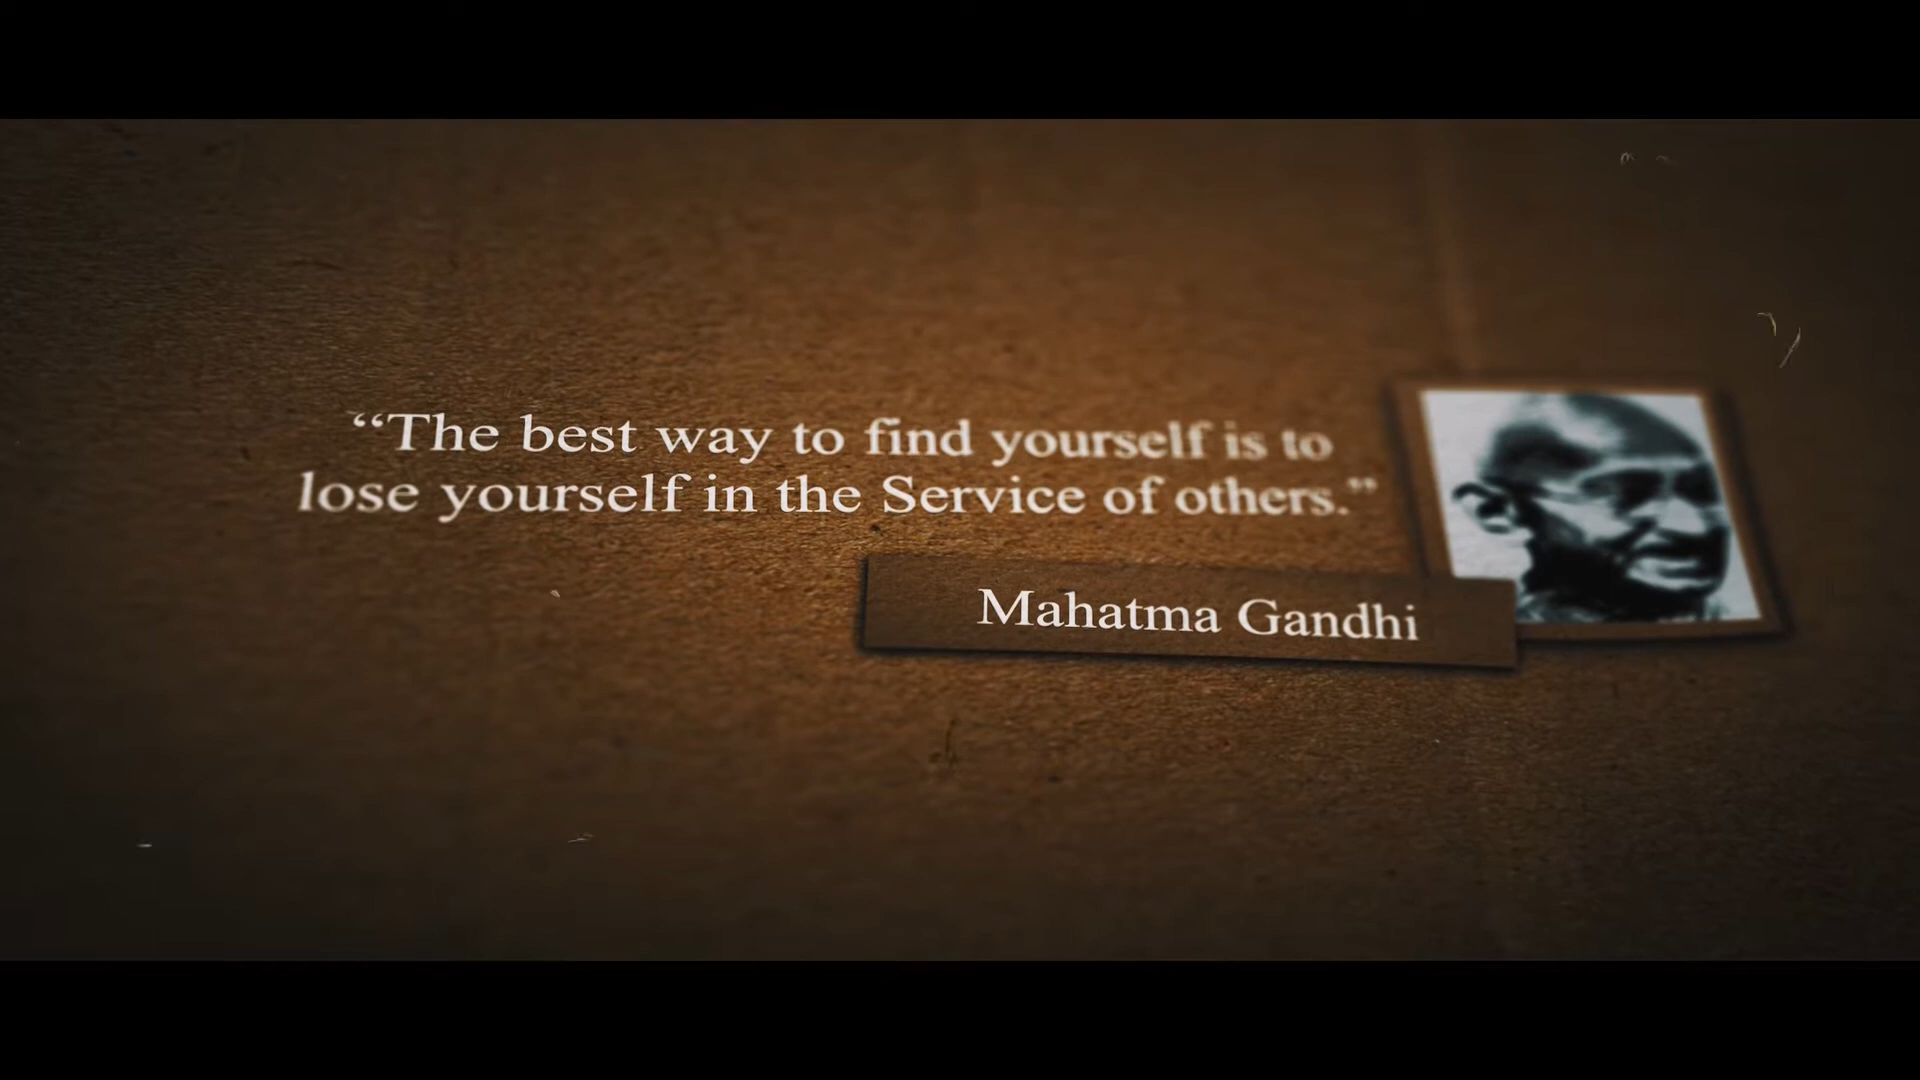 “The best way to find yourself is to
lose yourself in the Service of others.”
Mahatma Gandhi